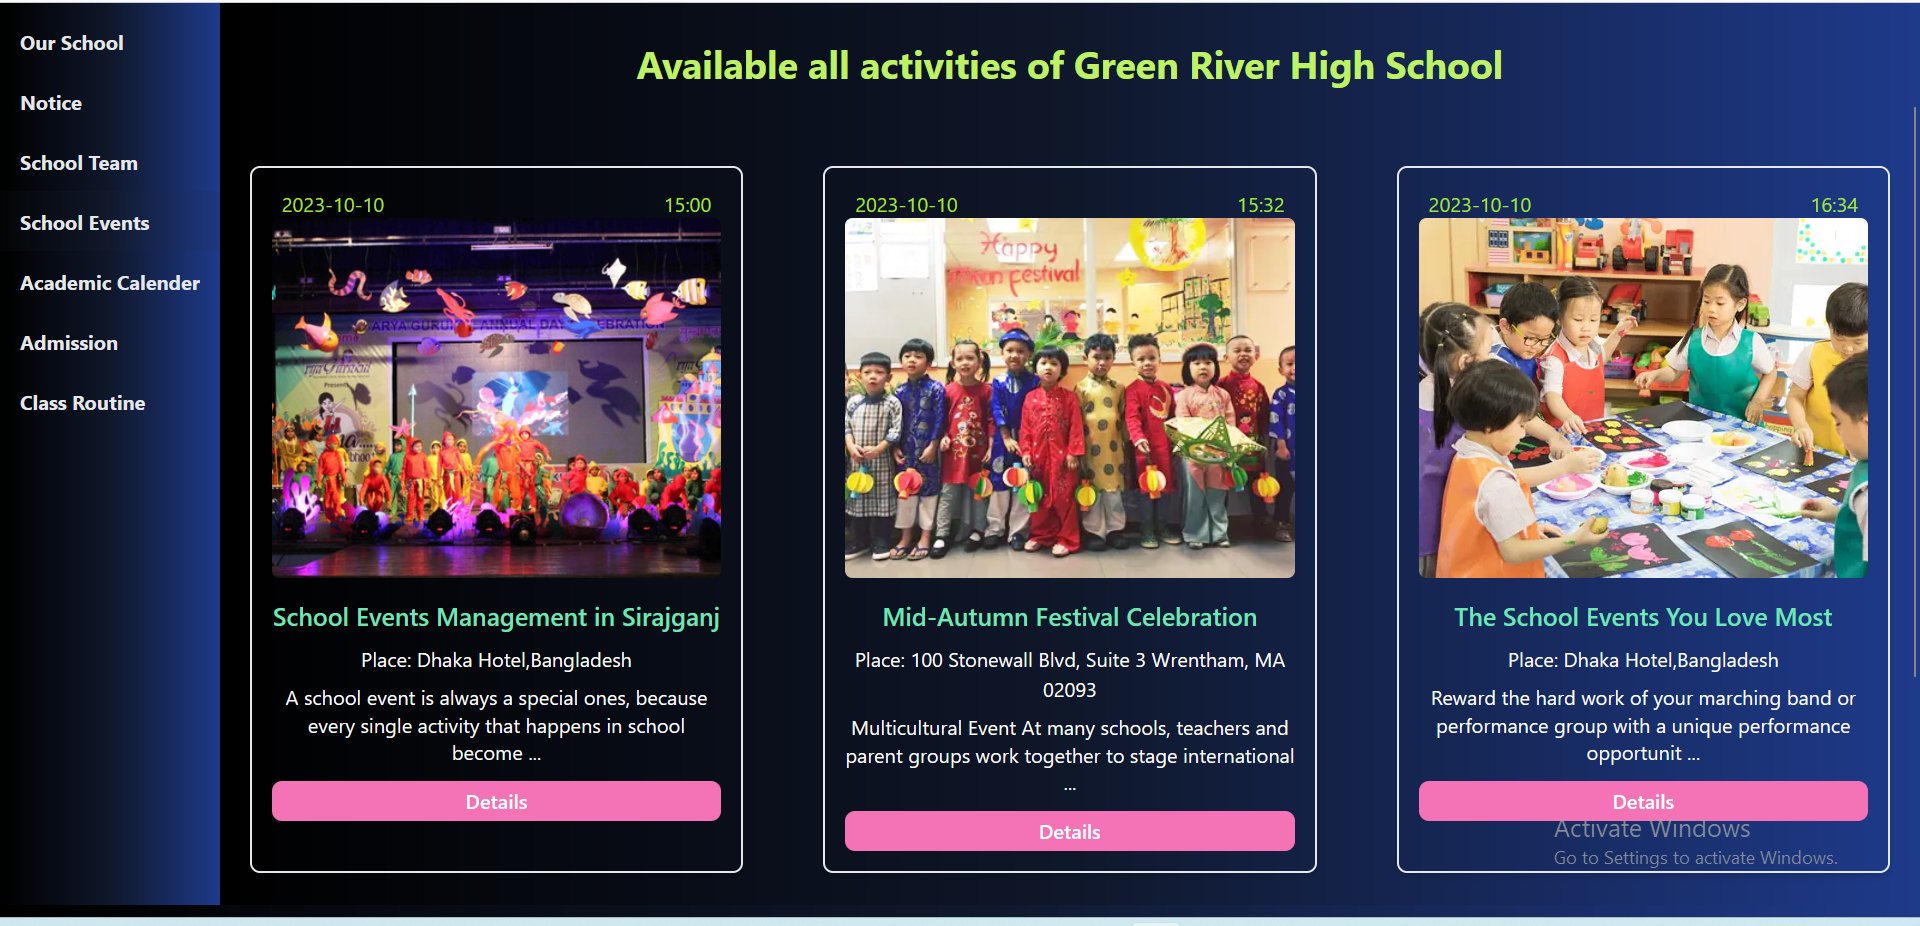 Our School
Notice
School Team
School Events
Academic Calender
Admission
Class Routine
Available all activities of Green River High School
2023-10-10 15:00
ARYA GURUKUL ANNUAL DAY CELEBRATION
Present
School Events Management in Sirajganj
Place: Dhaka Hotel,Bangladesh
A school event is always a special ones, because
every single activity that happens in school
become ...
Details
2023-10-10 15:32
Happy
Moon festival
Mid-Autumn Festival Celebration
Place: 100 Stonewall Blvd, Suite 3 Wrentham, MA
02093
Multicultural Event At many schools, teachers and
parent groups work together to stage international
...
Details
2023-10-10 16:34
The School Events You Love Most
Place: Dhaka Hotel,Bangladesh
Reward the hard work of your marching band or
performance group with a unique performance
opportunit ...
Details
Activate Windows
Go to Settings to activate Windows.